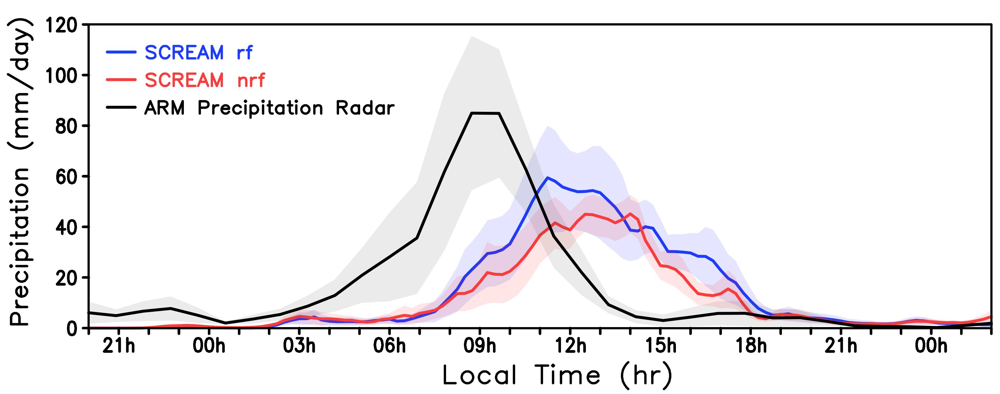 Precipitation (mm/day)
120
100
80
60
40
20
0
SCREAM rf
SCREAM nrf
ARM Precipitation Radar
21h 00h 03h 06h 09h 12h 15h 18h 21h 00h
Local Time (hr)